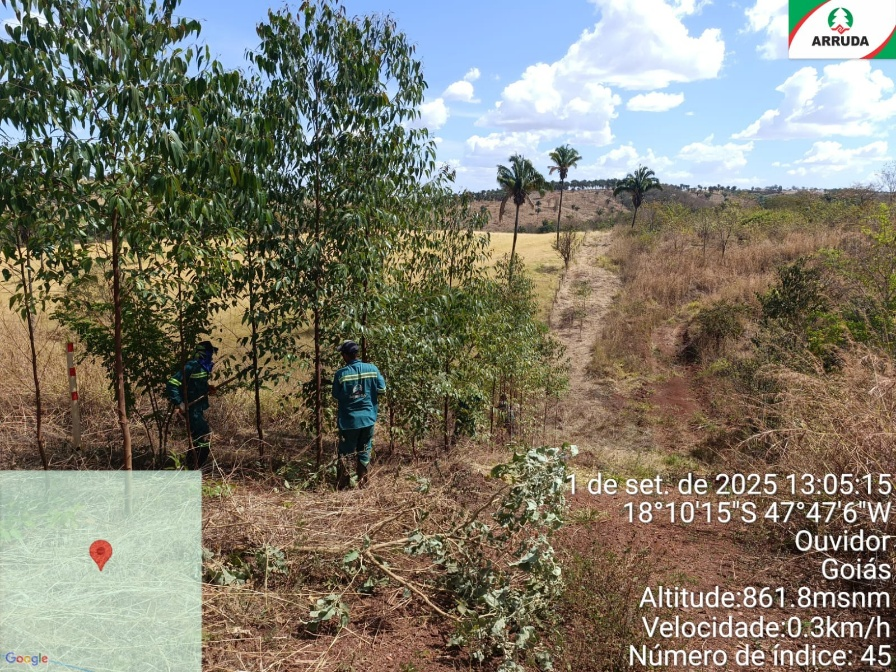 ARRUDA
1 de set. de 2025 13:05:15
18°10'15"S 47°47'6"W
Ouvidor
Goiás
Altitude:861.8msnm
Velocidade:0.3km/h
Número de índice: 45
Google